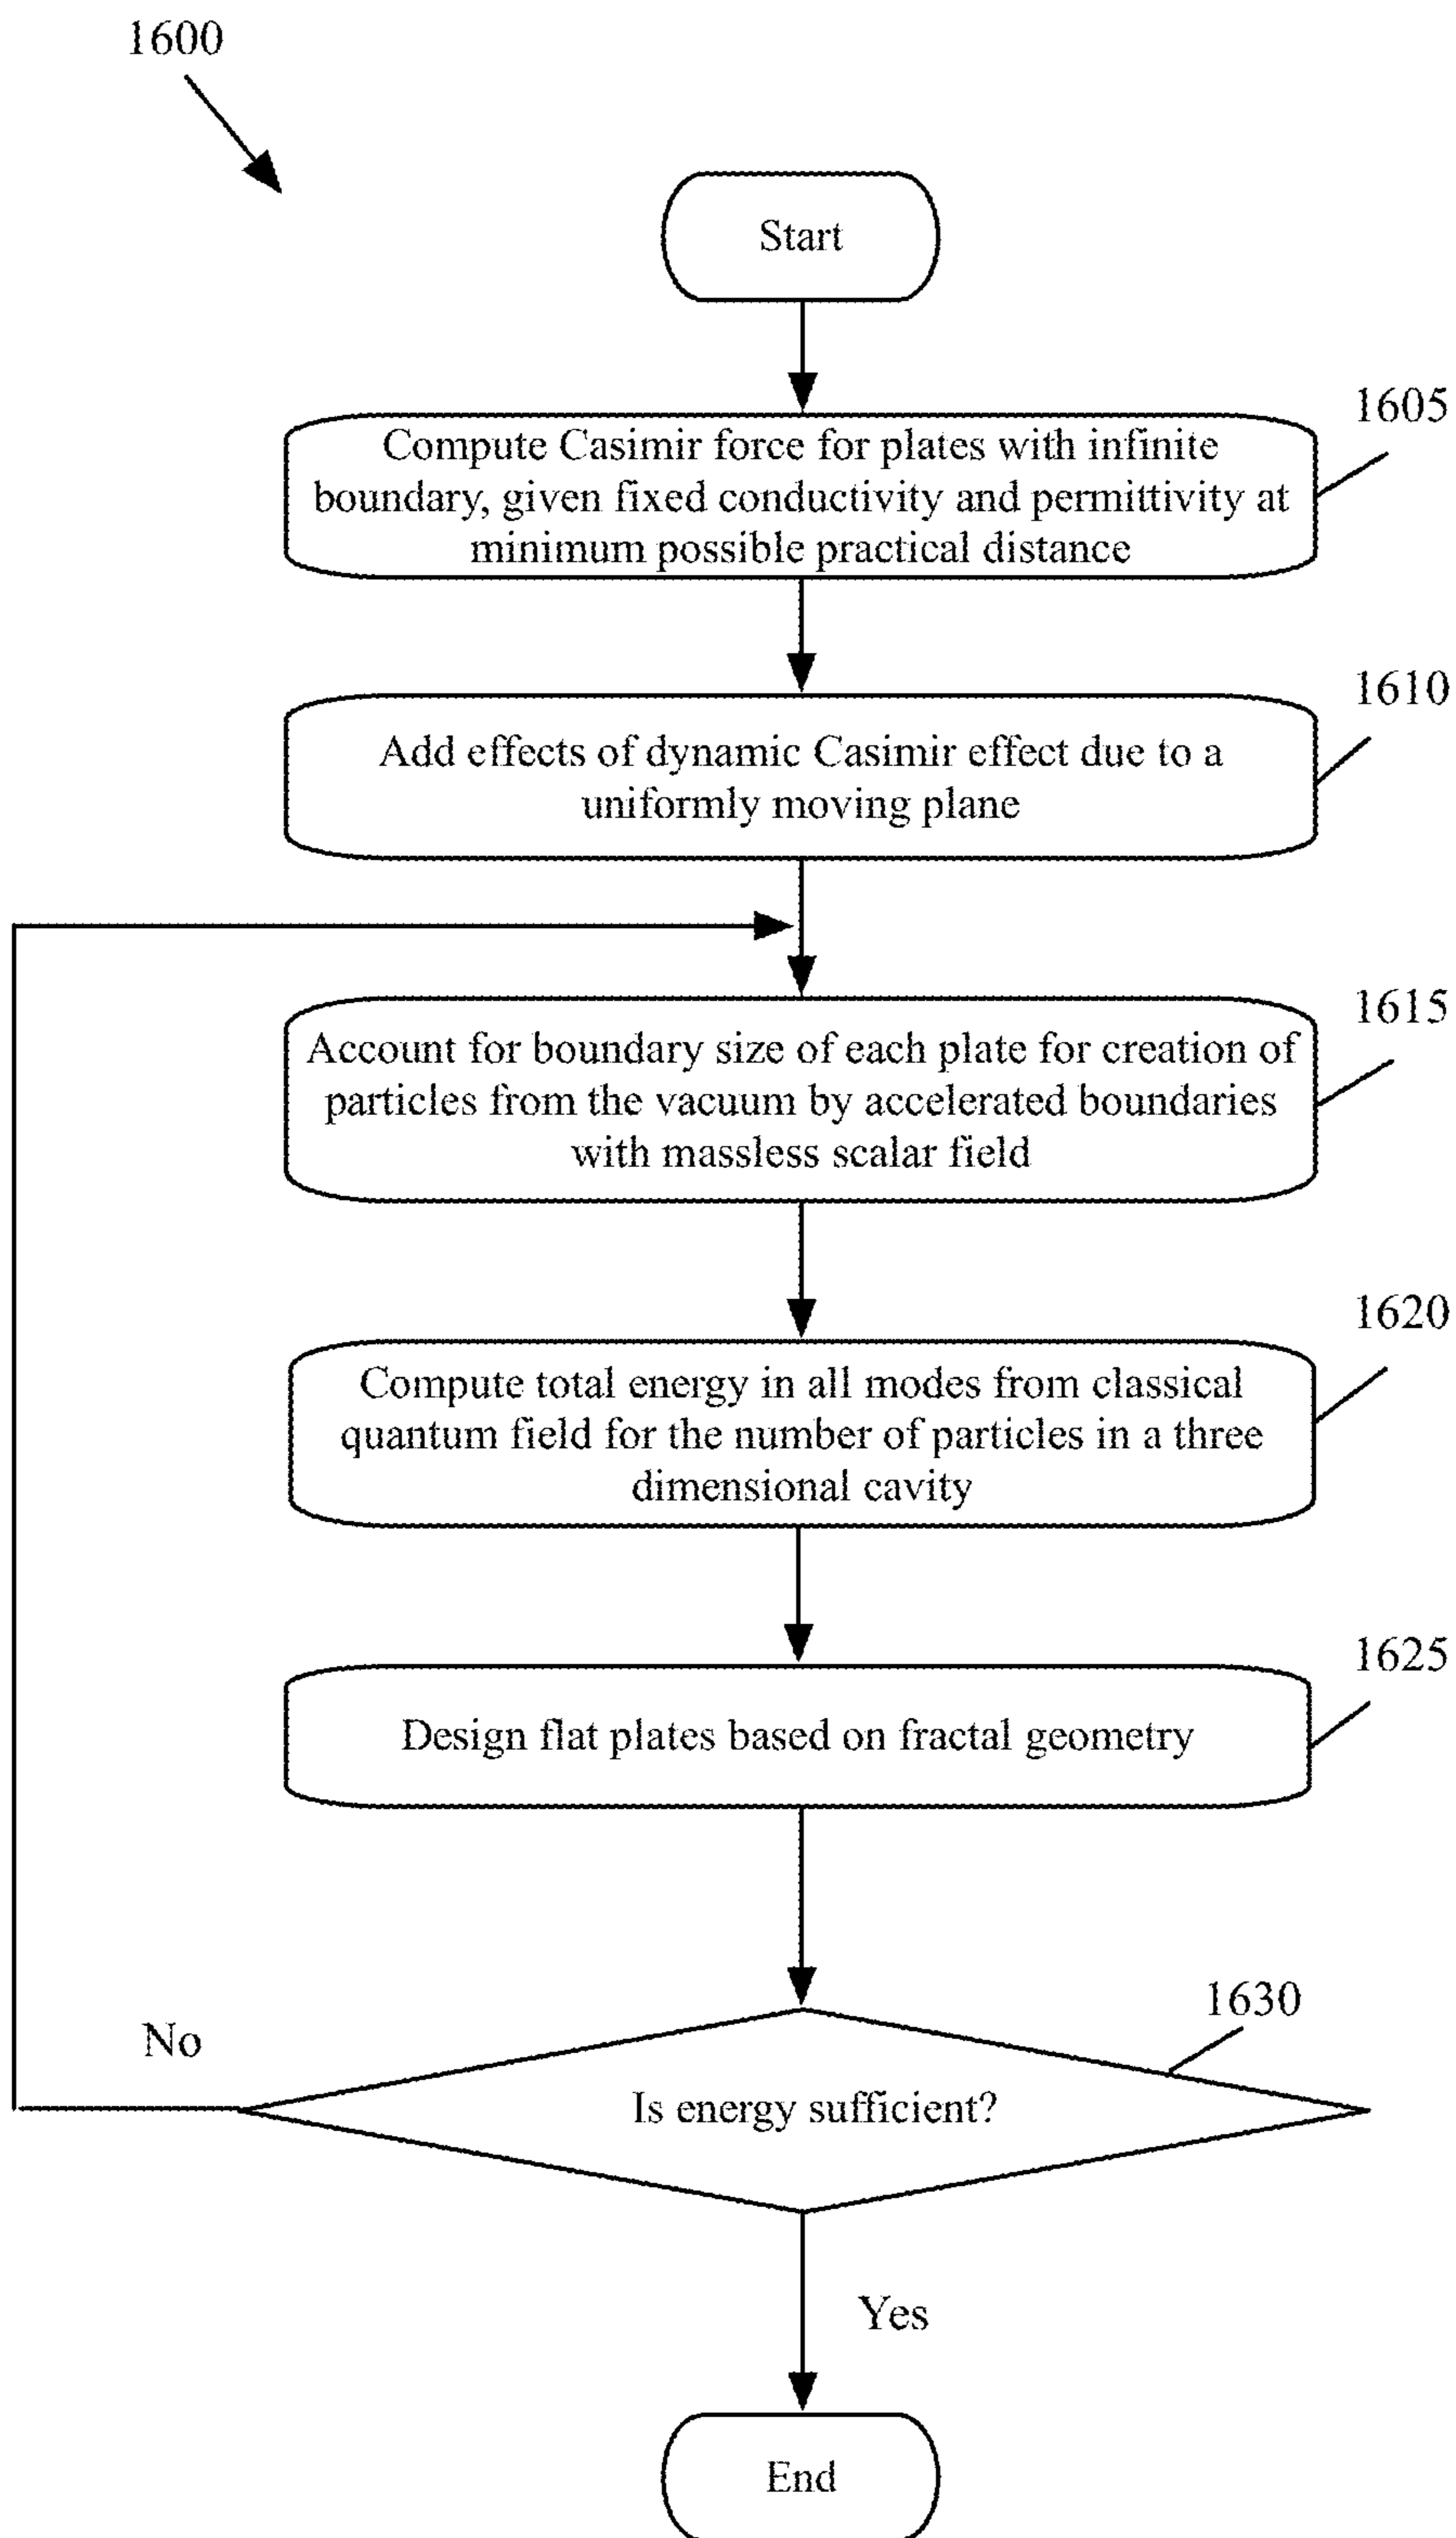 1600
Start
1605
Compute Casimir force for plates with infinite
boundary, given fixed conductivity and permittivity at
minimum possible practical distance
1610
Add effects of dynamic Casimir effect due to a
uniformly moving plane
1615
Account for boundary size of each plate for creation of
particles from the vacuum by accelerated boundaries
with massless scalar field
1620
Compute total energy in all modes from classical
quantum field for the number of particles in a three
dimensional cavity
1625
Design flat plates based on fractal geometry
1630
No
Is energy sufficient?
Yes
End